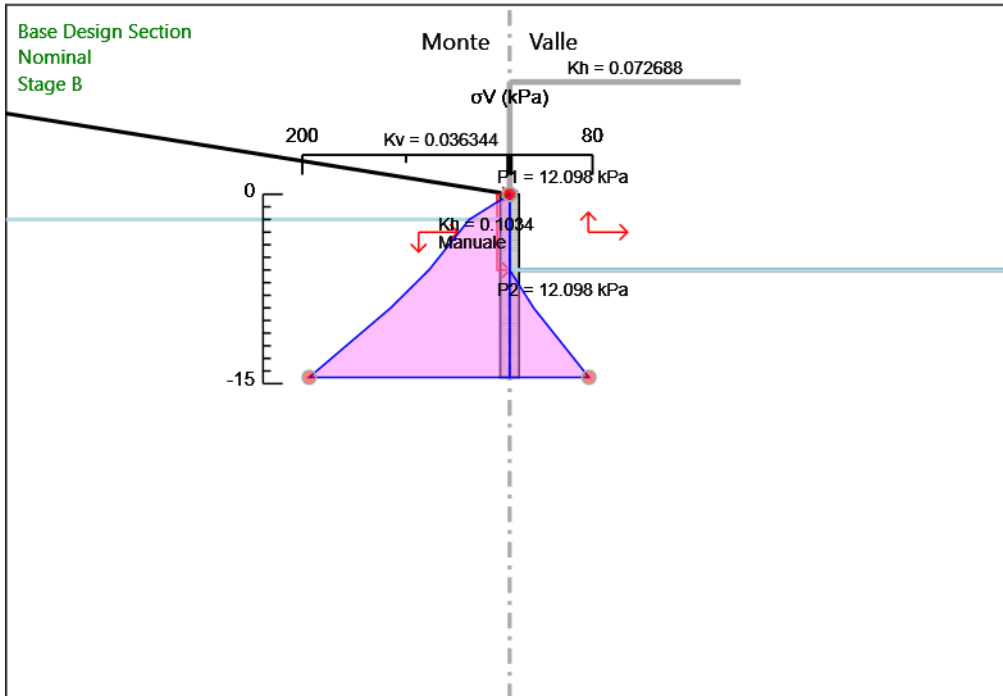 Base Design Section
Nominal
Stage B
Monte
Valle
Kh = 0.072688
σV (kPa)
200
Kv = 0.036344
80
P1 = 12.098 kPa
0
Kh = 0.1034
Manuale
P2 = 12.098 kPa
-15